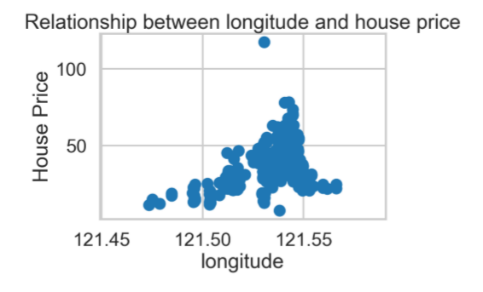 Relationship between longitude and house price
100
50
House Price
121.45 121.50 121.55
longitude